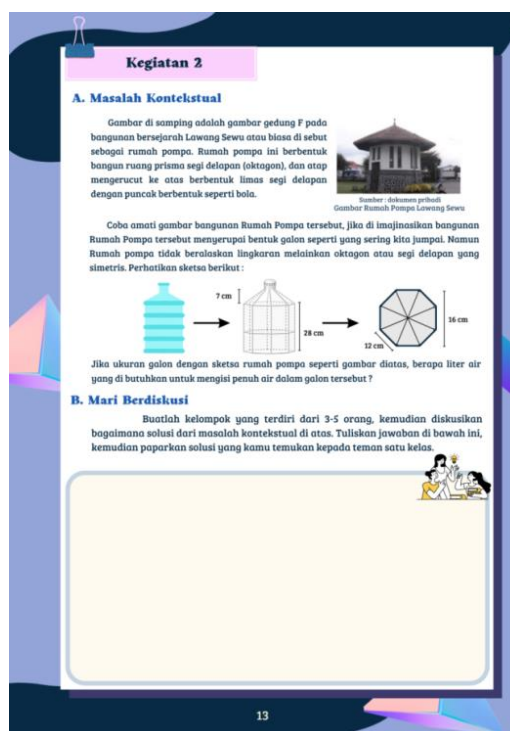 Kegiatan 2
A. Masalah Kontekstual
Gambar di samping adalah gambar gedung F pada
bangunan bersejarah Lawang Sewu atau biasa di sebut
sebagai rumah pompa. Rumah pompa ini berbentuk
bangun ruang prisma segi delapan (oktagon), dan atap
mengerucut ke atas berbentuk limas segi delapan
dengan puncak berbentuk seperti bola.
Sumber : dokumen pribadi
Gambar Rumah Pompa Lawang Sewu
Coba amati gambar bangunan Rumah Pompa tersebut, jika di imajinasikan bangunan
Rumah Pompa tersebut menyerupai bentuk galon seperti yang sering kita jumpai. Namun
Rumah pompa tidak beralaskan lingkaran melainkan oktagon atau segi delapan yang
simetris. Perhatikan sketsa berikut :
7 cm
28 cm
16 cm
12 cm
Jika ukuran galon dengan sketsa rumah pompa seperti gambar diatas, berapa liter air
yang di butuhkan untuk mengisi penuh air dalam galon tersebut ?
B. Mari Berdiskusi
Buatlah kelompok yang terdiri dari 3-5 orang, kemudian diskusikan
bagaimana solusi dari masalah kontekstual di atas. Tuliskan jawaban di bawah ini,
kemudian paparkan solusi yang kamu temukan kepada teman satu kelas.
13